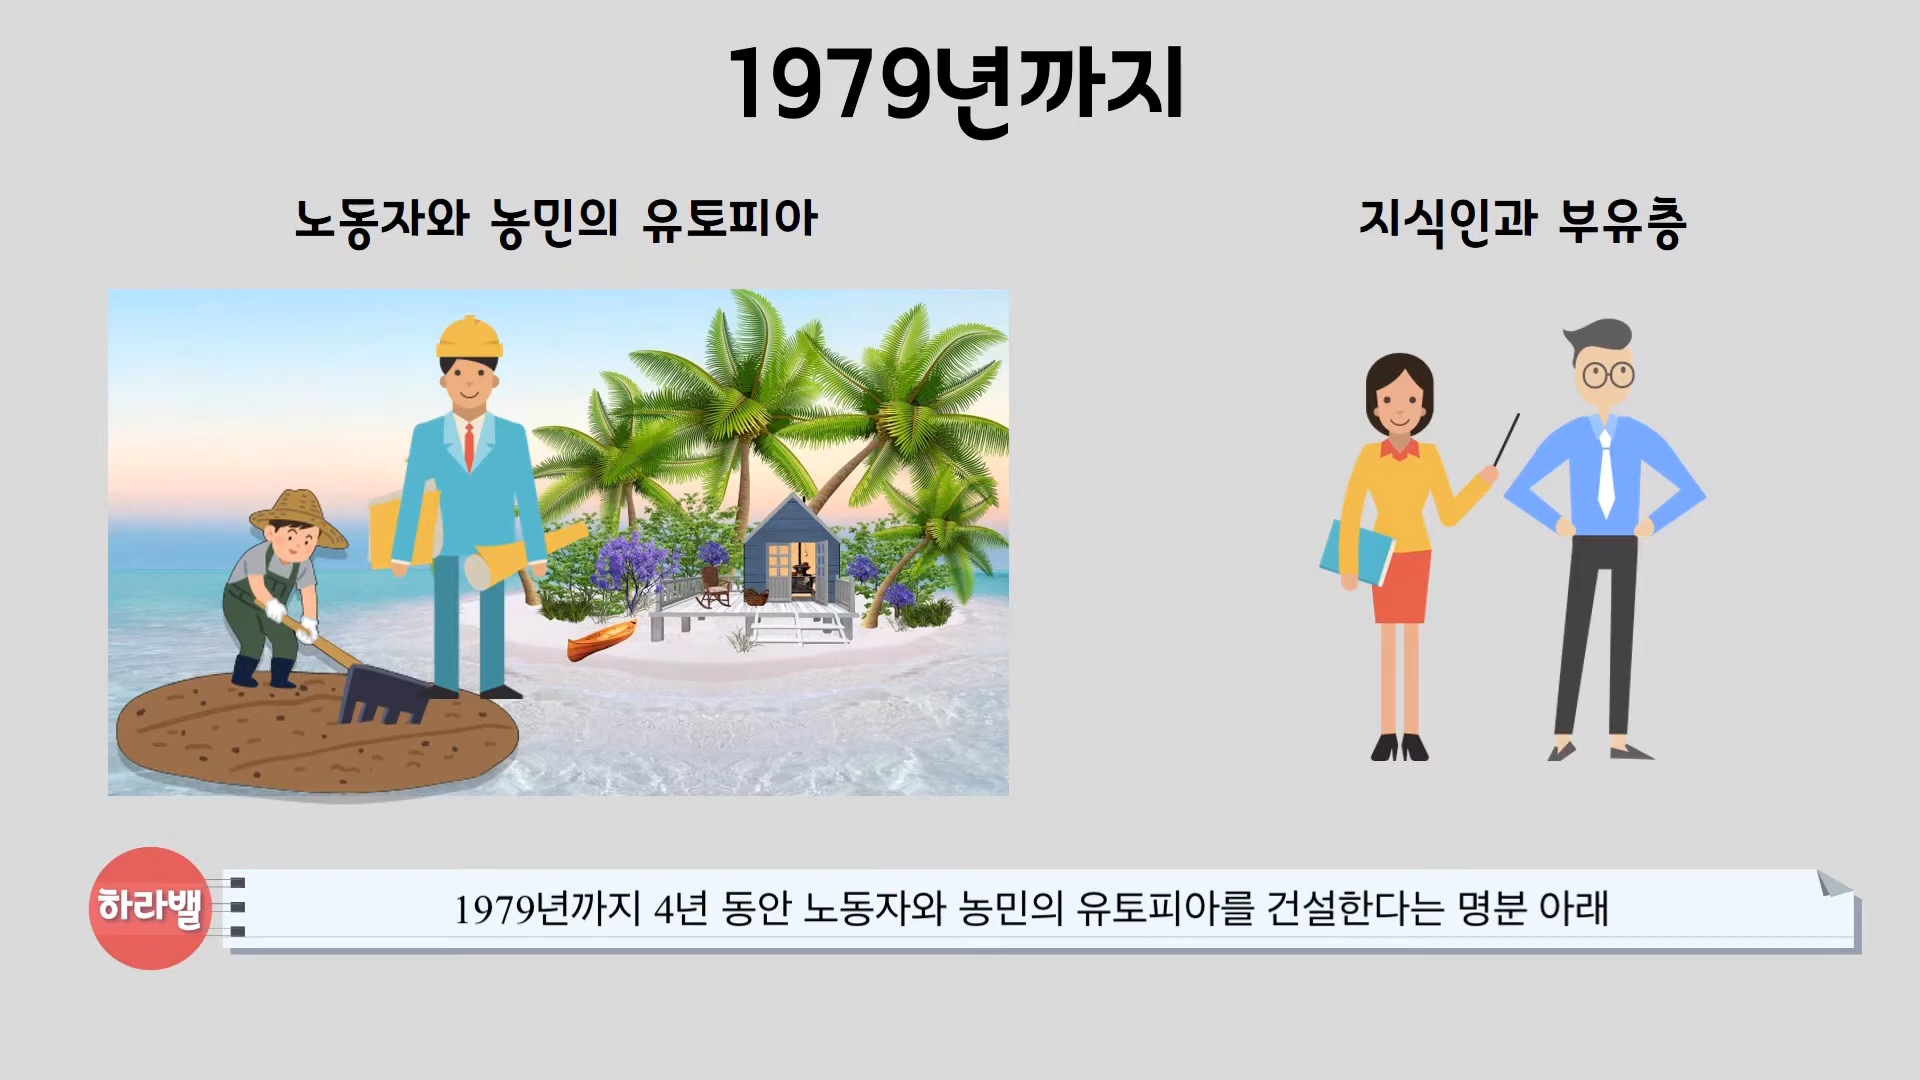 1979년까지
노동자와 농민의 유토피아
지식인과 부유층
하라밸
1979년까지 4년 동안 노동자와 농민의 유토피아를 건설한다는 명분 아래